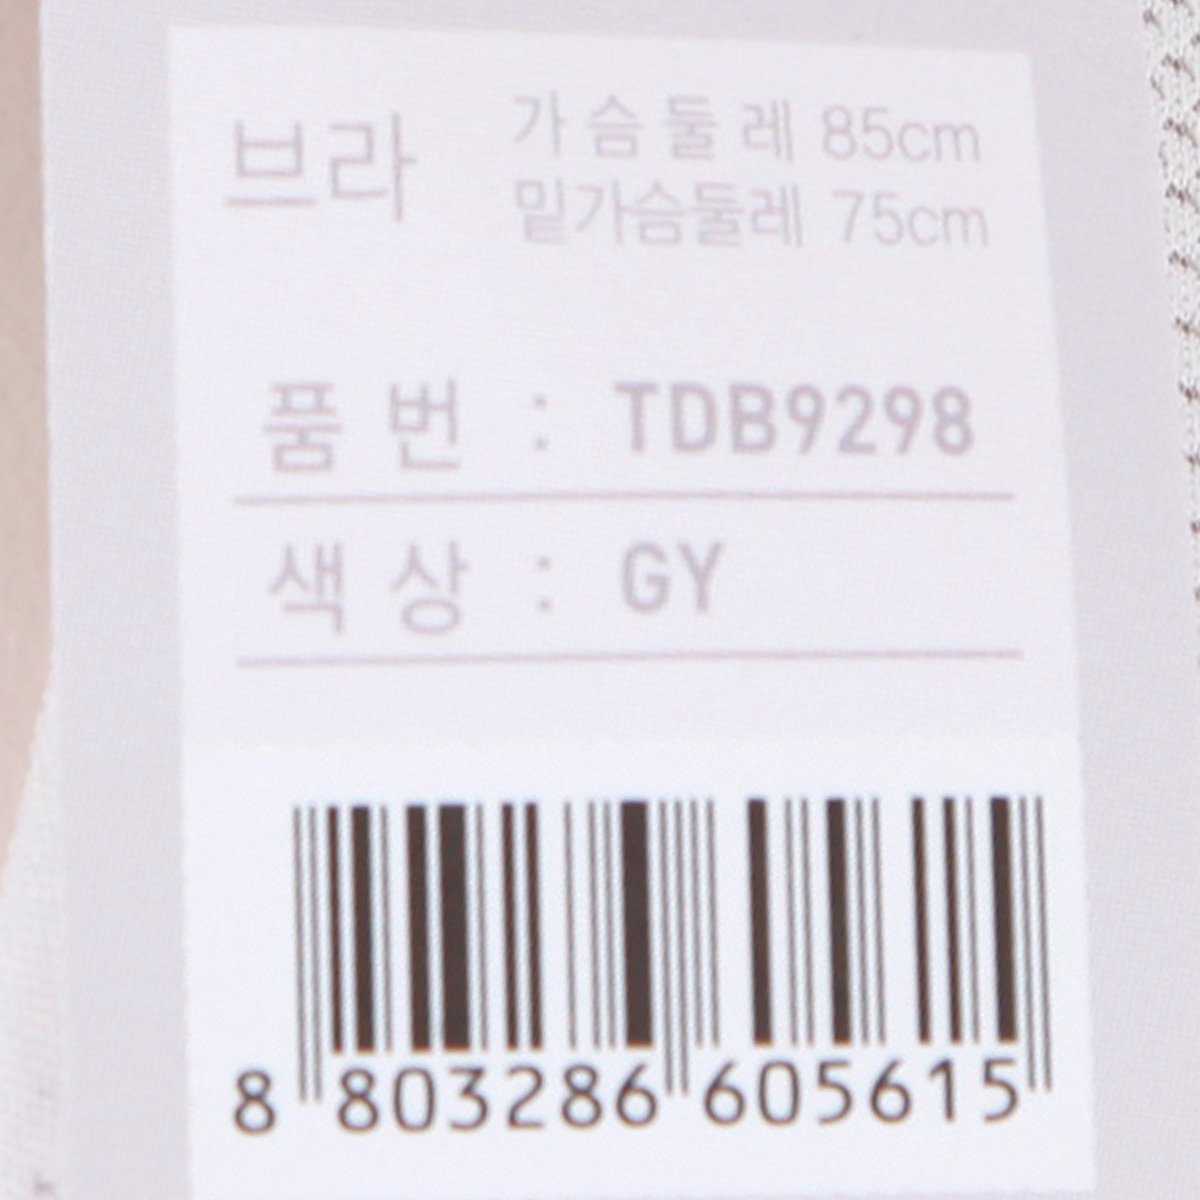 브라
가슴둘레 85cm
밑가슴둘레 75cm
품번 : TDB9298
색상 : GY
8 803286 605615